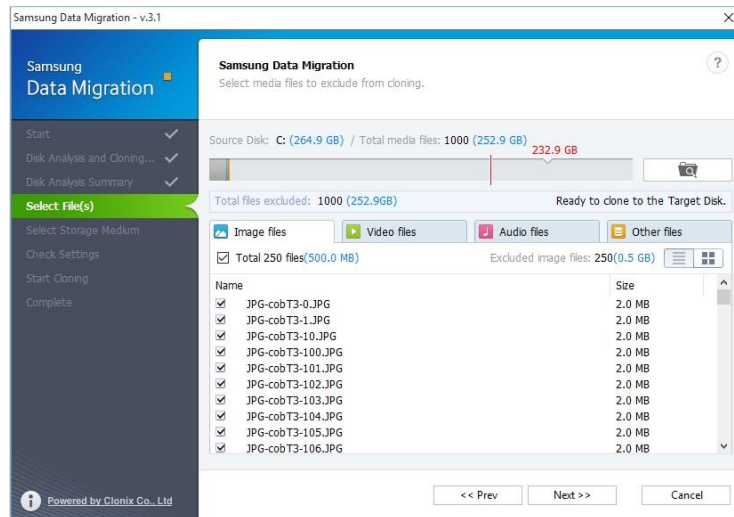 Samsung Data Migration - v.3.1
Samsung
Data Migration
Samsung Data Migration
Select media files to exclude from cloning.
?
Start
Disk Analysis and Cloning...
Disk Analysis Summary
Select File(s)
Select Storage Medium
Check Settings
Start Cloning
Complete
Source Disk: C: (264.9 GB) / Total media files: 1000 (252.9 GB)
232.9 GB
Total files excluded: 1000 (252.9GB) Ready to clone to the Target Disk.
Image files Video files Audio files Other files
Total 250 files(500.0 MB) Excluded image files: 250(0.5 GB)
Name Size
JPG-cobT3-0.JPG 2.0 MB
JPG-cobT3-1.JPG 2.0 MB
JPG-cobT3-10.JPG 2.0 MB
JPG-cobT3-100.JPG 2.0 MB
JPG-cobT3-101.JPG 2.0 MB
JPG-cobT3-102.JPG 2.0 MB
JPG-cobT3-103.JPG 2.0 MB
JPG-cobT3-104.JPG 2.0 MB
JPG-cobT3-105.JPG 2.0 MB
JPG-cobT3-106.JPG 2.0 MB
Powered by Clonix Co., Ltd
<< Prev Next >> Cancel